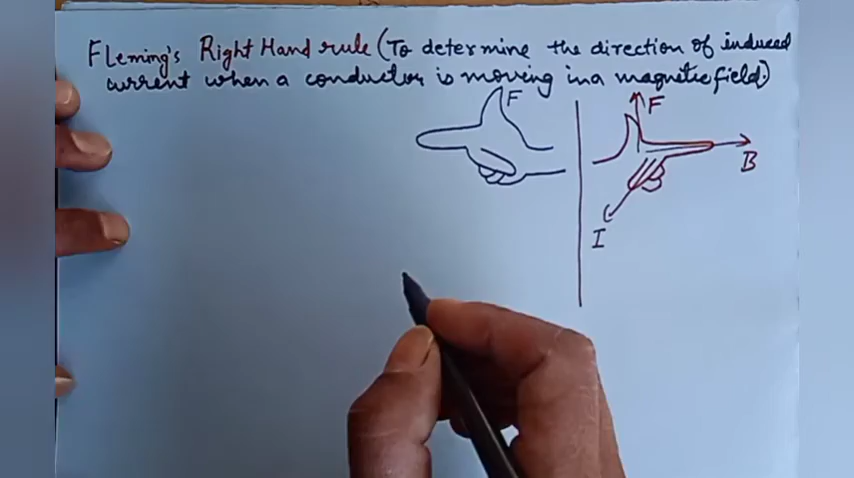 Fleming's Right Hand rule (To determine the direction of induced
current when a conductor is moving in a magnetic field.)
F
F
B
I